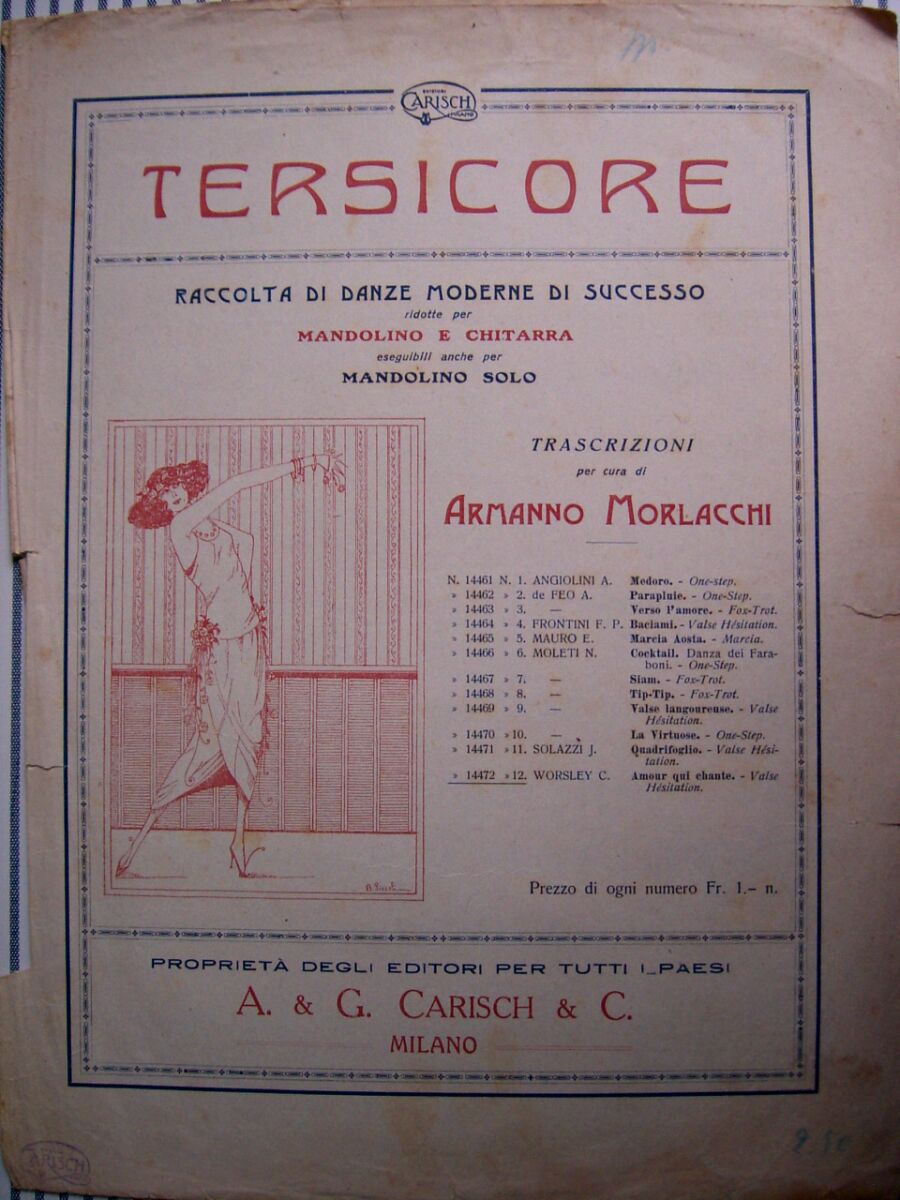 EDIZIONI
CARISCH
MILANO
TERSICORE
RACCOLTA DI DANZE MODERNE DI SUCCESSO
ridotte per
MANDOLINO E CHITARRA
eseguibili anche per
MANDOLINO SOLO
TRASCRIZIONI
per cura di
ARMANNO MORLACCHI
N. 14461 N. 1. ANGIOLINI A. Medoro. - One-step.
» 14462 » 2. de FEO A. Parapluie. - One-Step.
» 14463 » 3. — Verso l'amore. - Fox-Trot.
» 14464 » 4. FRONTINI F. P. Baciami. - Valse Hésitation.
» 14465 » 5. MAURO E. Marcia Aosta. - Marcia.
» 14466 » 6. MOLETI N. Cocktail. Danza dei Fara-
boni. - One-Step.
» 14467 » 7. — Siam. - Fox-Trot.
» 14468 » 8. — Tip-Tip. - Fox-Trot.
» 14469 » 9. — Valse langoureuse. - Valse
Hésitation.
» 14470 » 10. — La Virtuose. - One-Step.
» 14471 » 11. SOLAZZI J. Quadrifoglio. - Valse Hési-
tation.
» 14472 » 12. WORSLEY C. Amour qui chante. - Valse
Hésitation.
Prezzo di ogni numero Fr. 1.- n.
PROPRIETÀ DEGLI EDITORI PER TUTTI I PAESI
A. & G. CARISCH & C.
MILANO
CARISCH